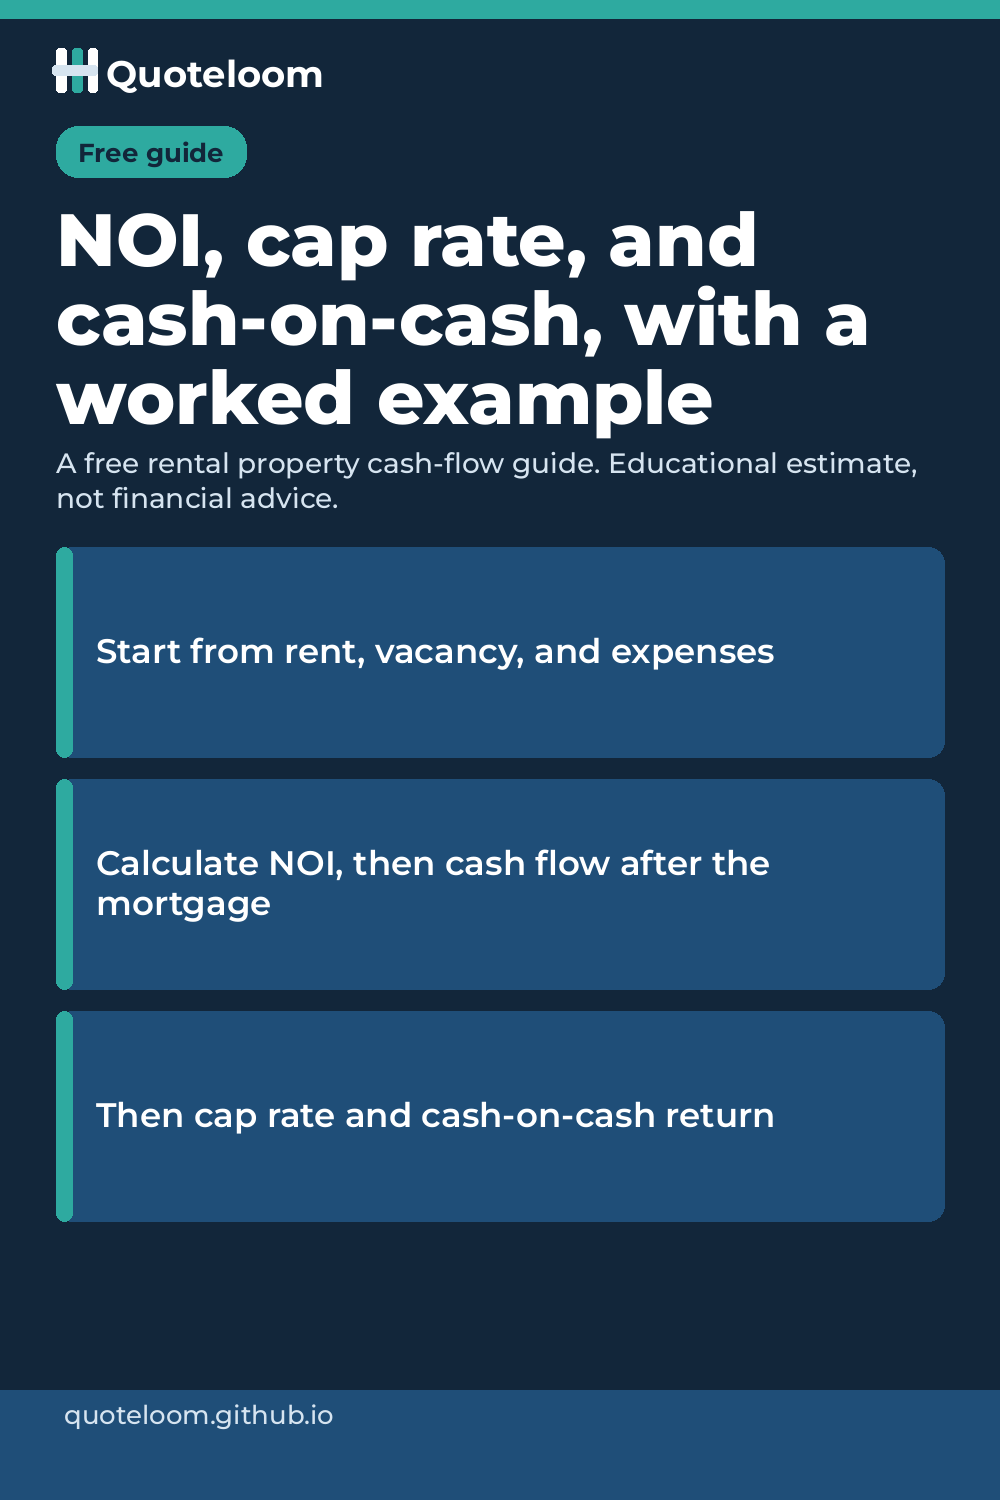 Quoteloom
Free guide
NOI, cap rate, and
cash-on-cash, with a
worked example
A free rental property cash-flow guide. Educational estimate,
not financial advice.
Start from rent, vacancy, and expenses
Calculate NOI, then cash flow after the
mortgage
Then cap rate and cash-on-cash return
quoteloom.github.io